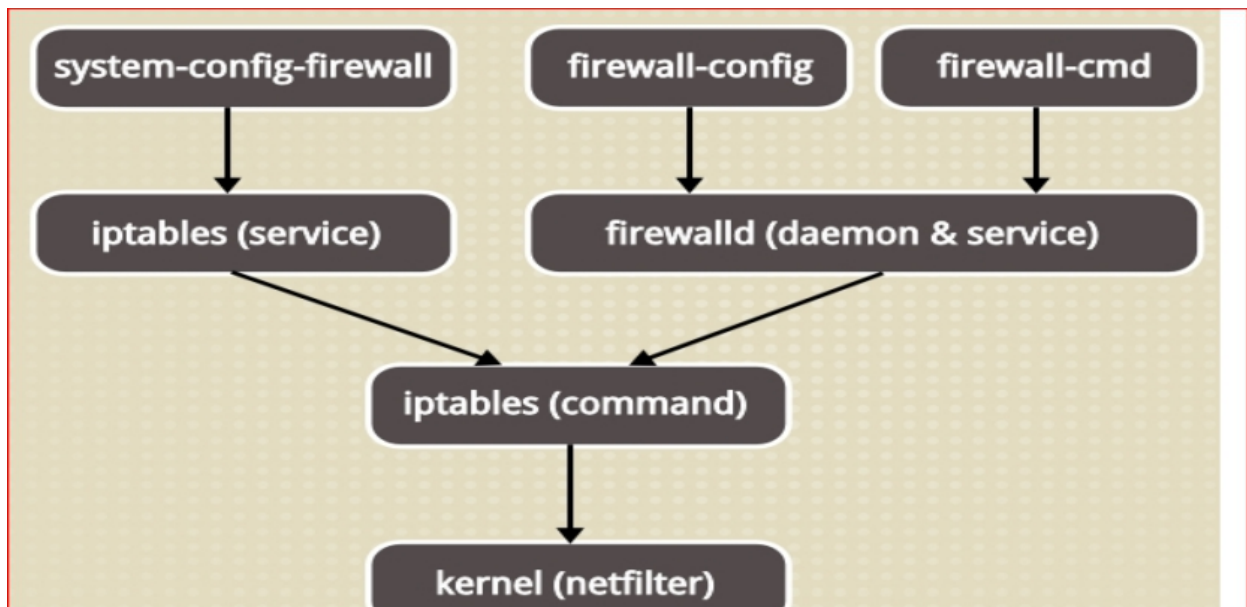 system-config-firewall
firewall-config
firewall-cmd
iptables (service)
firewalld (daemon & service)
iptables (command)
kernel (netfilter)